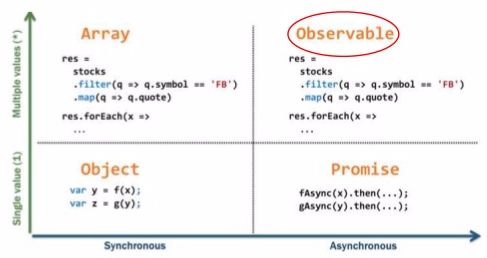 Multiple values (*)
Array
res =
stocks
.filter(q => q.symbol == 'FB')
.map(q => q.quote)
res.forEach(x =>
...
Observable
res =
stocks
.filter(q => q.symbol == 'FB')
.map(q => q.quote)
res.forEach(x =>
...
Single value (1)
Object
var y = f(x);
var z = g(y);
Promise
fAsync(x).then(...);
gAsync(y).then(...);
Synchronous
Asynchronous